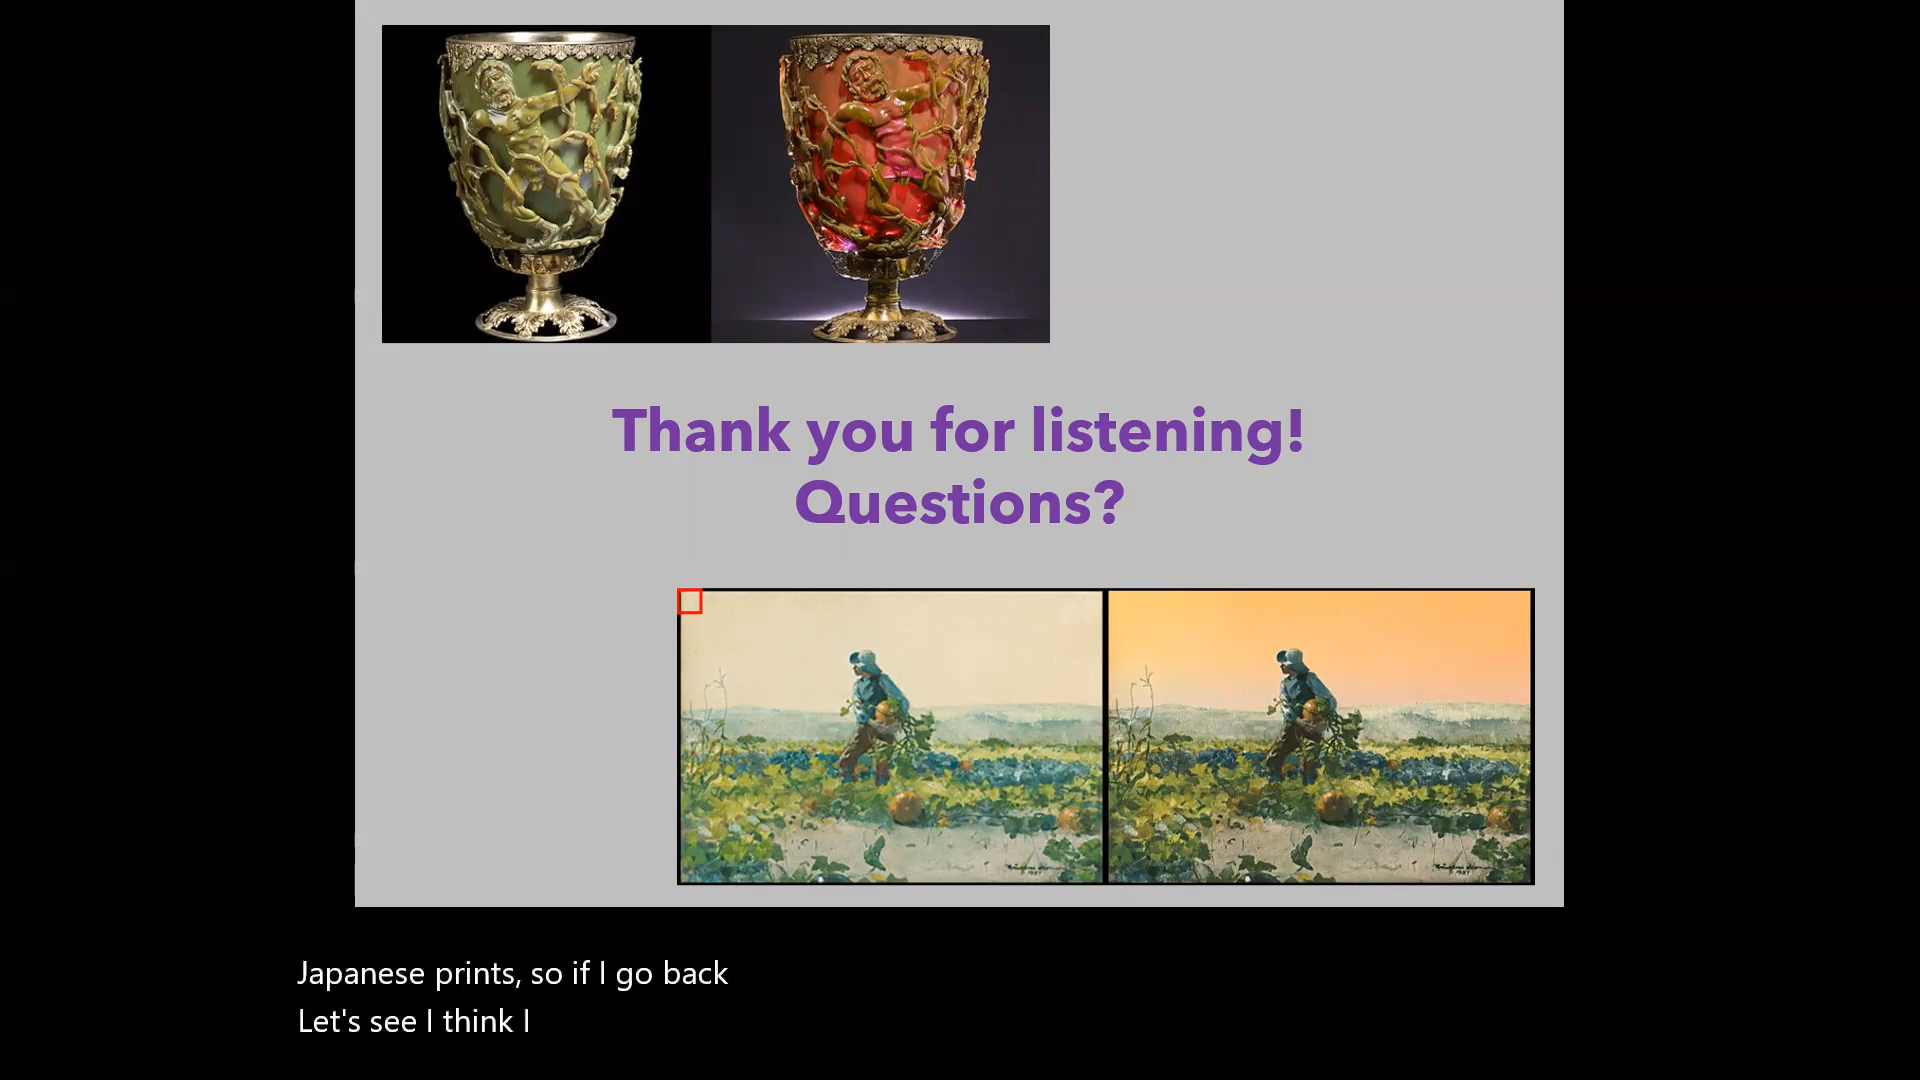 Thank you for listening!
Questions?
Japanese prints, so if I go back
Let's see I think I